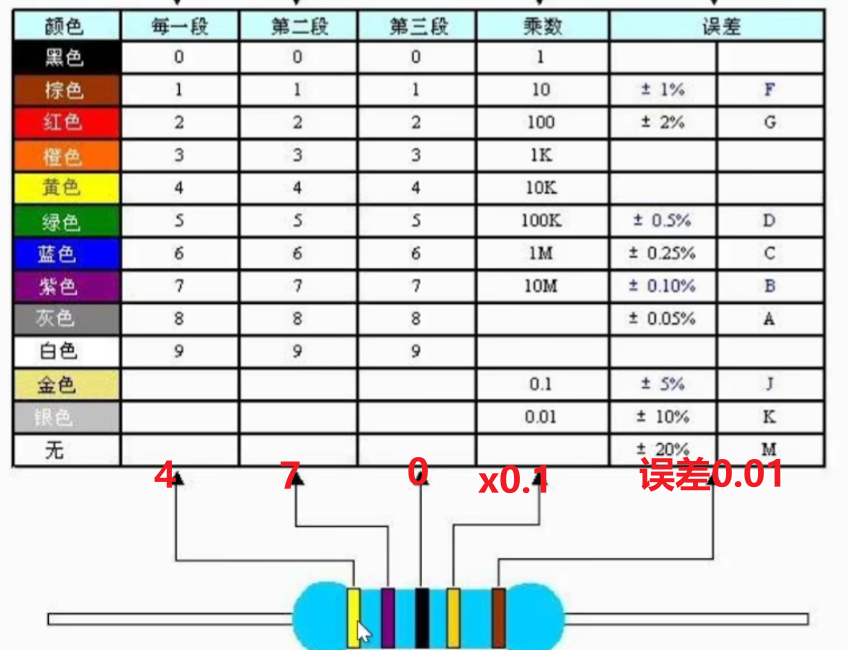 颜色 每一段 第二段 第三段 乘数 误差
黑色 0 0 0 1
棕色 1 1 1 10 ± 1% F
红色 2 2 2 100 ± 2% G
橙色 3 3 3 1K
黄色 4 4 4 10K
绿色 5 5 5 100K ± 0.5% D
蓝色 6 6 6 1M ± 0.25% C
紫色 7 7 7 10M ± 0.10% B
灰色 8 8 8 ± 0.05% A
白色 9 9 9
金色 0.1 ± 5% J
银色 0.01 ± 10% K
无 ± 20% M
4 7 0 x0.1 误差0.01